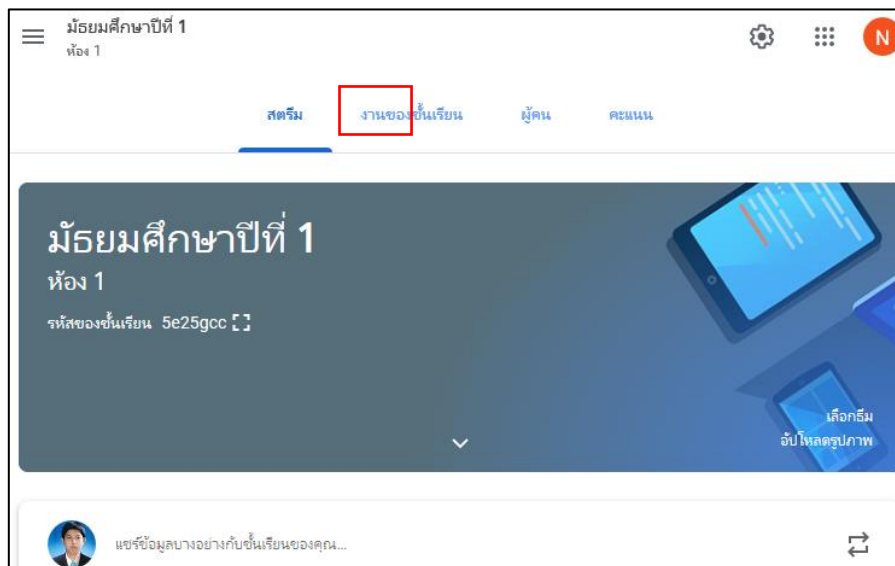 มัธยมศึกษาปีที่ 1
ห้อง 1
N
สตรีม งานของชั้นเรียน ผู้คน คะแนน
มัธยมศึกษาปีที่ 1
ห้อง 1
รหัสของชั้นเรียน 5e25gcc
เลือกธีม
อัปโหลดรูปภาพ
แชร์ข้อมูลบางอย่างกับชั้นเรียนของคุณ...